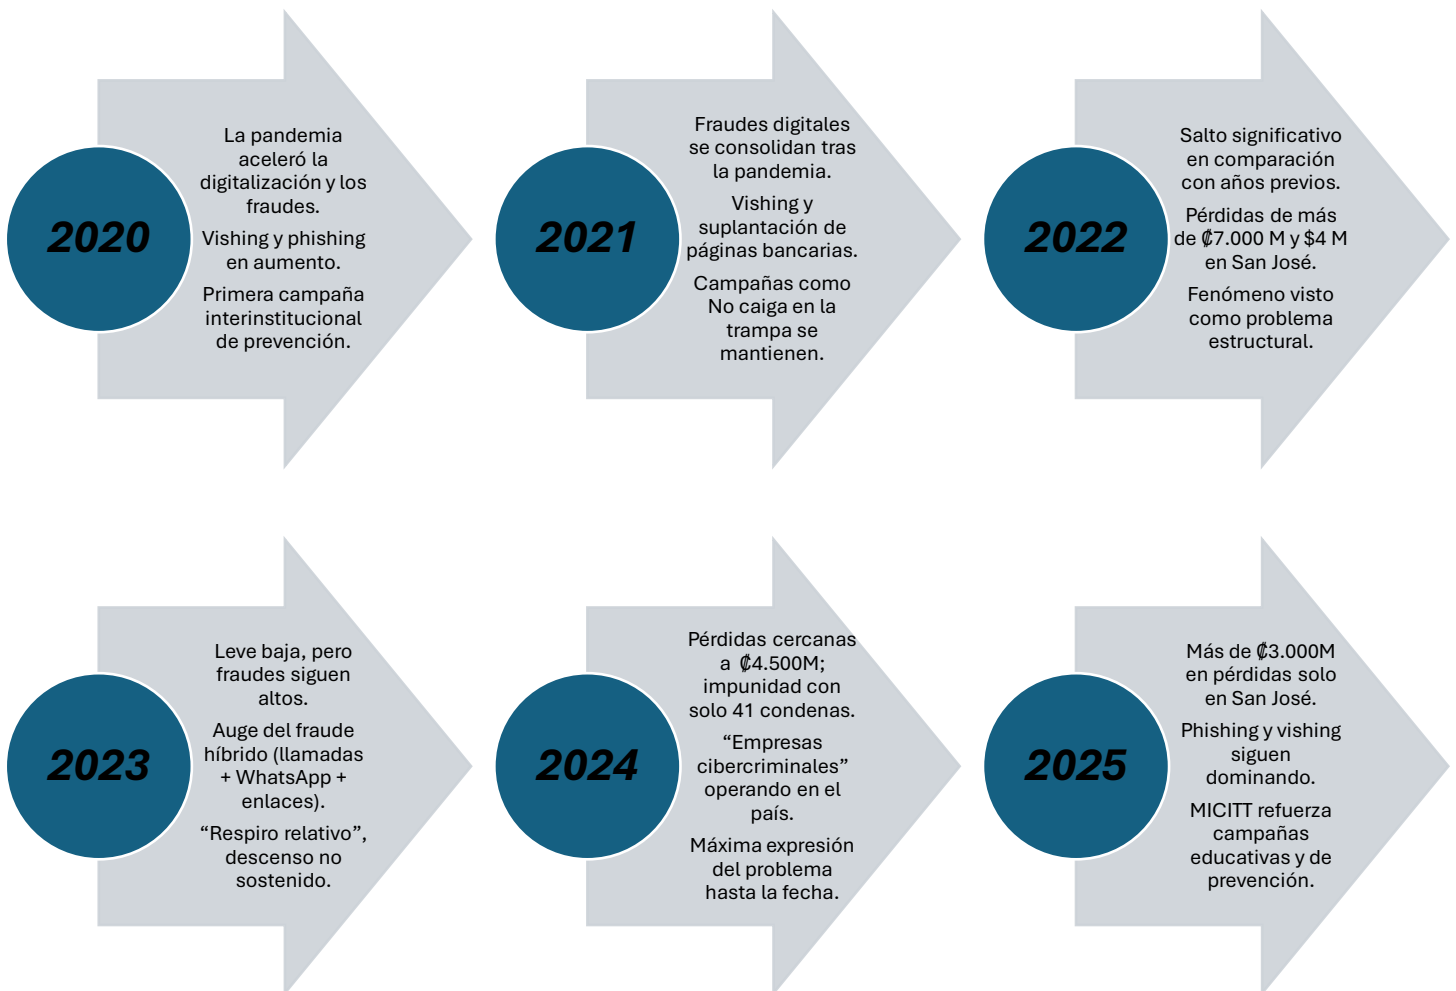 2020
La pandemia
aceleró la
digitalización y los
fraudes.
Vishing y phishing
en aumento.
Primera campaña
interinstitucional
de prevención.
2021
Fraudes digitales
se consolidan tras
la pandemia.
Vishing y
suplantación de
páginas bancarias.
Campañas como
No caiga en la
trampa se
mantienen.
2022
Salto significativo
en comparación
con años previos.
Pérdidas de más
de ₡7.000 M y $4 M
en San José.
Fenómeno visto
como problema
estructural.
2023
Leve baja, pero
fraudes siguen
altos.
Auge del fraude
híbrido (llamadas
+ WhatsApp +
enlaces).
“Respiro relativo”,
descenso no
sostenido.
2024
Pérdidas cercanas
a ₡4.500M;
impunidad con
solo 41 condenas.
“Empresas
cibercriminales”
operando en el
país.
Máxima expresión
del problema
hasta la fecha.
2025
Más de ₡3.000M
en pérdidas solo
en San José.
Phishing y vishing
siguen
dominando.
MICITT refuerza
campañas
educativas y de
prevención.